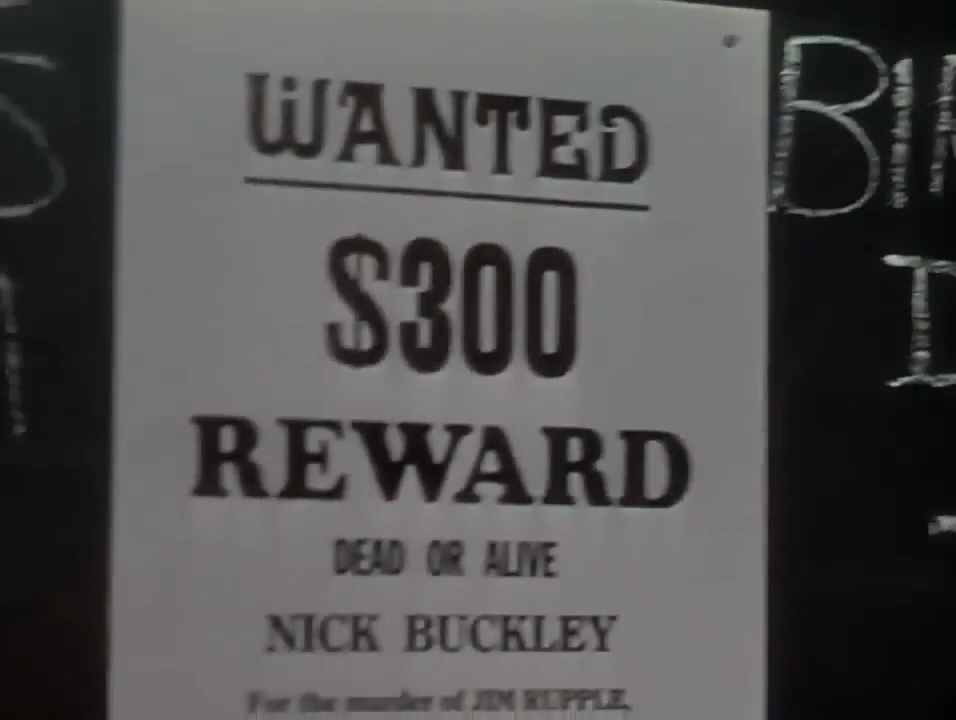 WANTED
$300
REWARD
DEAD OR ALIVE
NICK BUCKLEY
For the murder of JIM RUPPLE.